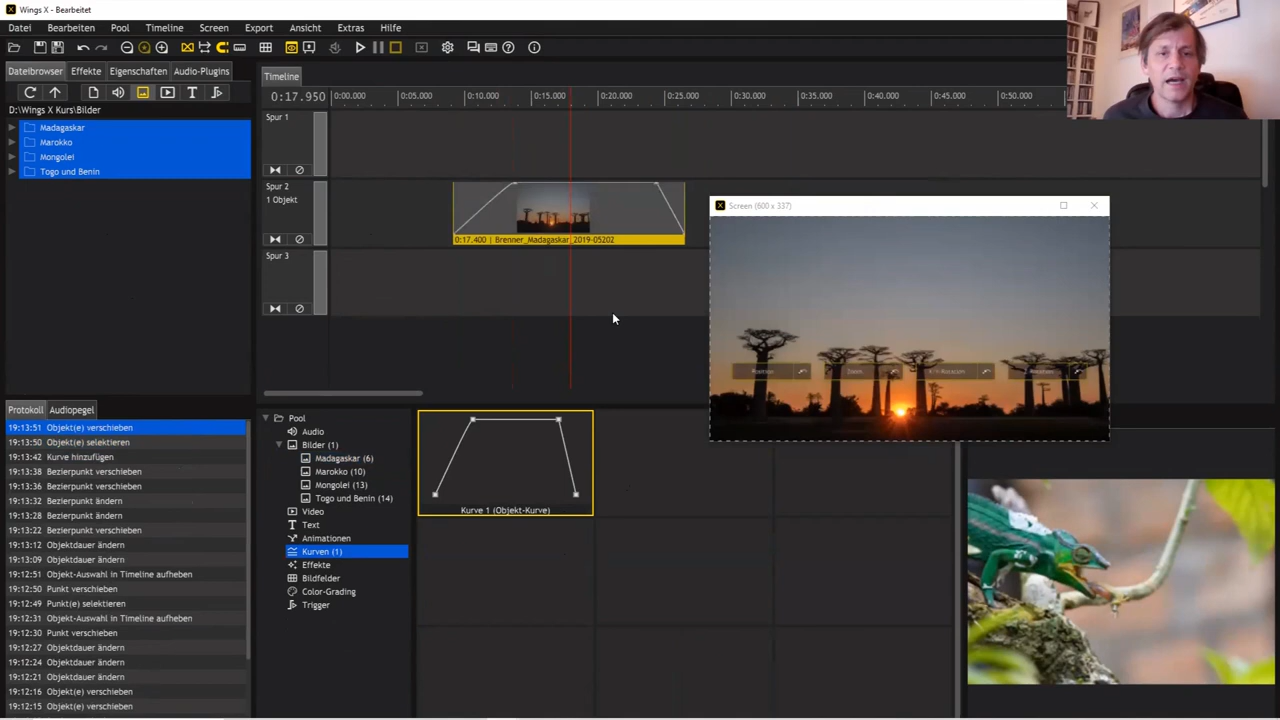 Wings X - Bearbeitet
Datei Bearbeiten Pool Timeline Screen Export Ansicht Extras Hilfe
Dateibrowser Effekte Eigenschaften Audio-Plugins
D:\Wings X Kurs\Bilder
Madagaskar
Marokko
Mongolei
Togo und Benin
Timeline
0:17.950 0:00.000 0:05.000 0:10.000 0:15.000 0:20.000 0:25.000 0:30.000 0:35.000 0:40.000 0:45.000 0:50.000
Spur 1
Spur 2
1 Objekt
0:17.400 | Brenner_Madagaskar_2019-05202
Spur 3
Screen (600 x 337)
Position Zoom Rotation
Protokoll Audiopegel
19:13:51 Objekt(e) verschieben
19:13:50 Objekt(e) selektieren
19:13:42 Kurve hinzufügen
19:13:38 Bezierpunkt verschieben
19:13:36 Bezierpunkt verschieben
19:13:32 Bezierpunkt ändern
19:13:28 Bezierpunkt ändern
19:13:22 Bezierpunkt verschieben
19:13:12 Objektdauer ändern
19:13:09 Objektdauer ändern
19:12:51 Objekt-Auswahl in Timeline aufheben
19:12:50 Punkt verschieben
19:12:49 Punkt(e) selektieren
19:12:31 Objekt-Auswahl in Timeline aufheben
19:12:30 Punkt verschieben
19:12:27 Objektdauer ändern
19:12:24 Objektdauer ändern
19:12:21 Objektdauer ändern
19:12:16 Objekt(e) verschieben
19:12:15 Objekt(e) verschieben
Pool
Audio
Bilder (1)
Madagaskar (6)
Marokko (10)
Mongolei (13)
Togo und Benin (14)
Video
Text
Animationen
Kurven (1)
Effekte
Bildfelder
Color-Grading
Trigger
Kurve 1 (Objekt-Kurve)